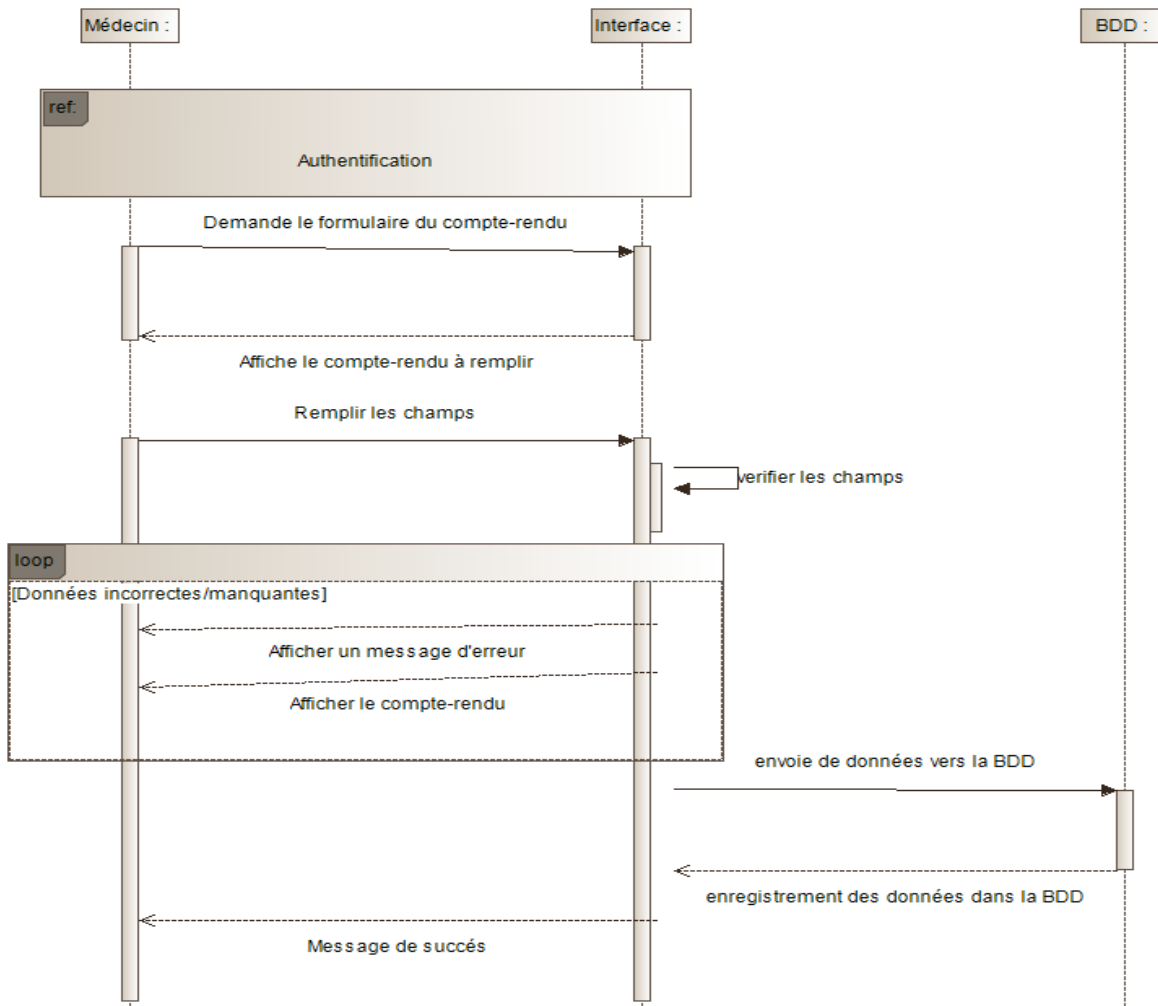 Médecin :
Interface :
BDD :
ref:
Authentification
Demande le formulaire du compte-rendu
Affiche le compte-rendu à remplir
Remplir les champs
verifier les champs
loop
[Données incorrectes/manquantes]
Afficher un message d'erreur
Afficher le compte-rendu
envoie de données vers la BDD
enregistrement des données dans la BDD
Message de succés